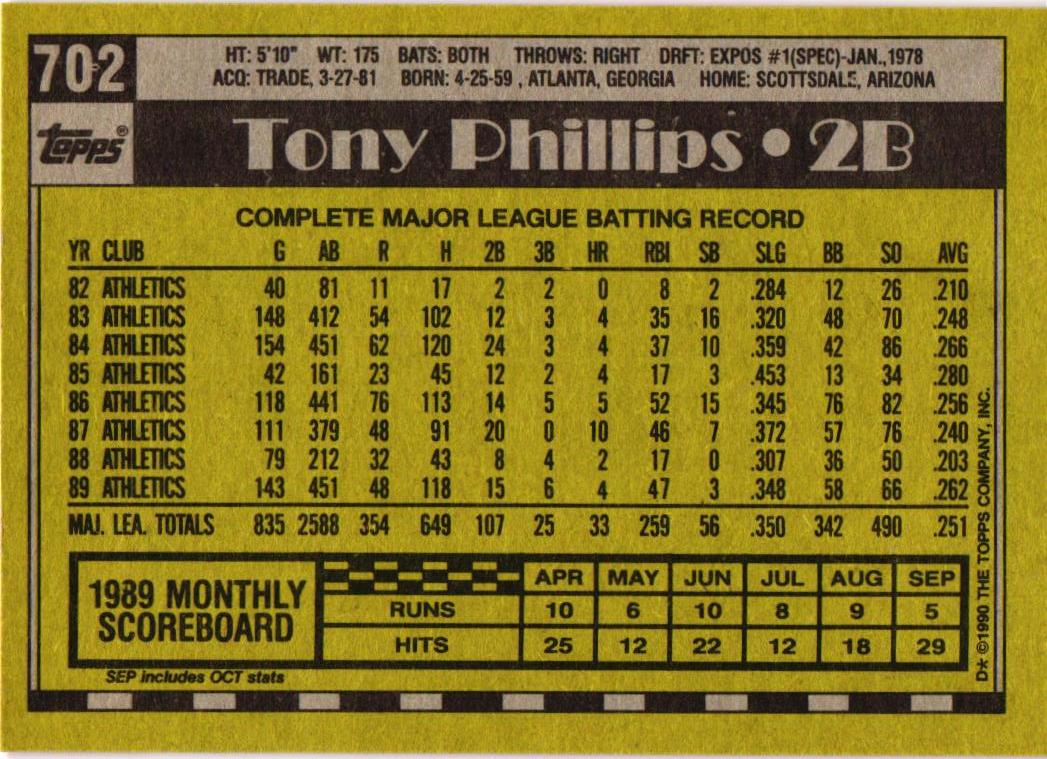 702
HT: 5'10" WT: 175 BATS: BOTH THROWS: RIGHT DRFT: EXPOS #1(SPEC)-JAN.,1978
ACQ: TRADE, 3-27-81 BORN: 4-25-59 , ATLANTA, GEORGIA HOME: SCOTTSDALE, ARIZONA
topps®
Tony Phillips • 2B
COMPLETE MAJOR LEAGUE BATTING RECORD
YR CLUB G AB R H 2B 3B HR RBI SB SLG BB SO AVG
82 ATHLETICS 40 81 11 17 2 2 0 8 2 .284 12 26 .210
83 ATHLETICS 148 412 54 102 12 3 4 35 16 .320 48 70 .248
84 ATHLETICS 154 451 62 120 24 3 4 37 10 .359 42 86 .266
85 ATHLETICS 42 161 23 45 12 2 4 17 3 .453 13 34 .280
86 ATHLETICS 118 441 76 113 14 5 5 52 15 .345 76 82 .256
87 ATHLETICS 111 379 48 91 20 0 10 46 7 .372 57 76 .240
88 ATHLETICS 79 212 32 43 8 4 2 17 0 .307 36 50 .203
89 ATHLETICS 143 451 48 118 15 6 4 47 3 .348 58 66 .262
MAJ. LEA. TOTALS 835 2588 354 649 107 25 33 259 56 .350 342 490 .251
1989 MONTHLY
SCOREBOARD
APR MAY JUN JUL AUG SEP
RUNS 10 6 10 8 9 5
HITS 25 12 22 12 18 29
SEP includes OCT stats
D* ©1990 THE TOPPS COMPANY, INC.